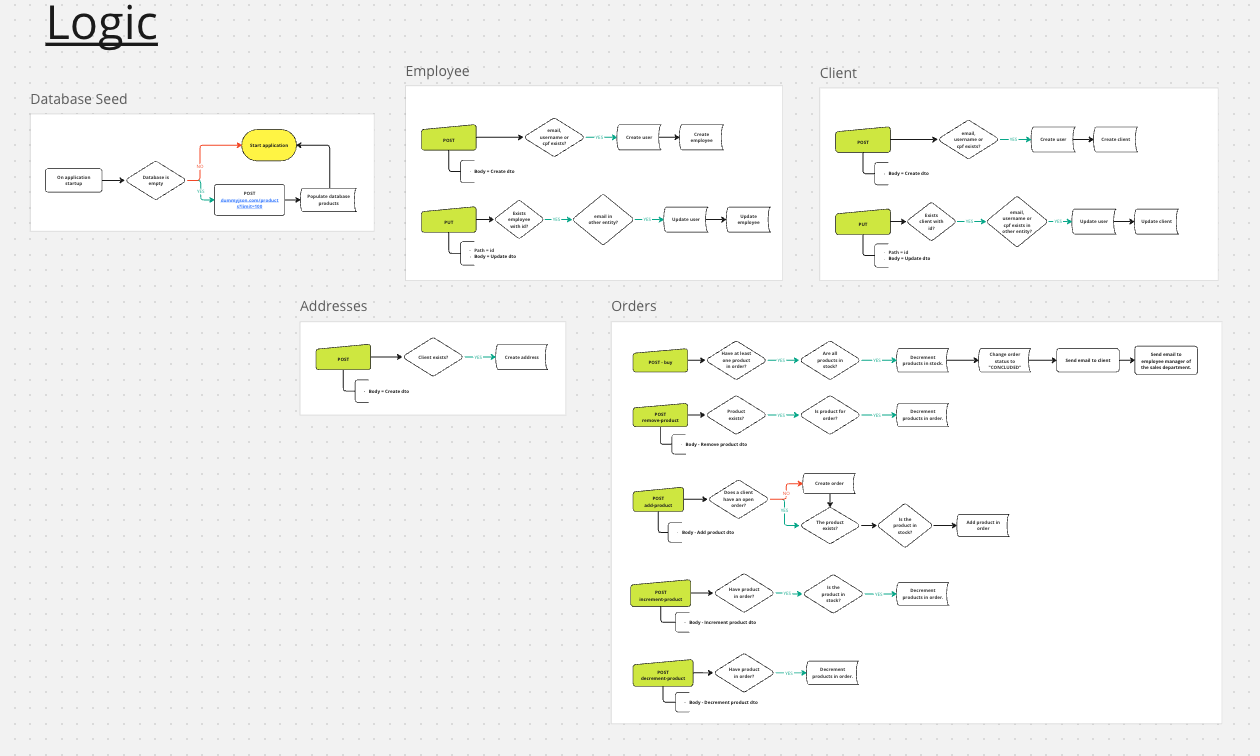 Logic
Database Seed
On application
startup
Database is
empty
NO
YES
Start application
POST
dummyjson.com/product
s?limit=100
Populate database
products
Employee
POST
Body = Create dto
email,
username or
cpf exists?
YES
Create user
Create
employee
PUT
Path = id
Body = Update dto
Exists
employee
with id?
YES
email in
other entity?
YES
Update user
Update
employee
Client
POST
Body = Create dto
email,
username or
cpf exists?
YES
Create user
Create client
PUT
Path = id
Body = Update dto
Exists
client with
id?
YES
email,
username or
cpf exists in
other entity?
YES
Update user
Update client
Addresses
POST
Body = Create dto
Client exists?
YES
Create address
Orders
POST - buy
Have at least
one product
in order?
YES
Are all
products in
stock?
YES
Decrement
products in stock.
Change order
status to
"CONCLUDED"
Send email to client
Send email to
employee manager of
the sales department.
POST
remove-product
Body - Remove product dto
Product
exists?
YES
Is product for
order?
YES
Decrement
products in order.
POST
add-product
Body - Add product dto
Does a client
have an open
order?
NO
YES
Create order
The product
exists?
Is the
product in
stock?
Add product in
order
POST
increment-product
Body - Increment product dto
Have product
in order?
YES
Is the
product in
stock?
YES
Decrement
products in order.
POST
decrement-product
Body - Decrement product dto
Have product
in order?
YES
Decrement
products in order.